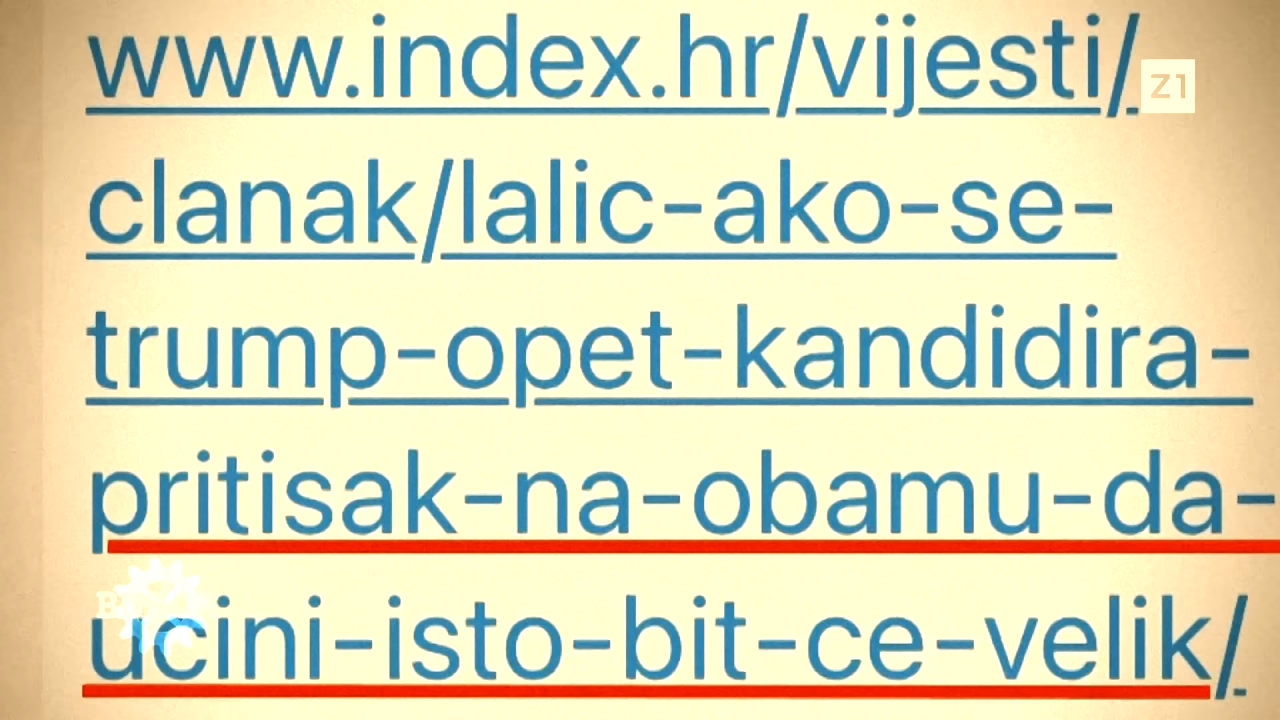 www.index.hr/vijesti/
Z1
clanak/lalic-ako-se-
trump-opet-kandidira-
pritisak-na-obamu-da-
ucini-isto-bit-ce-velik/